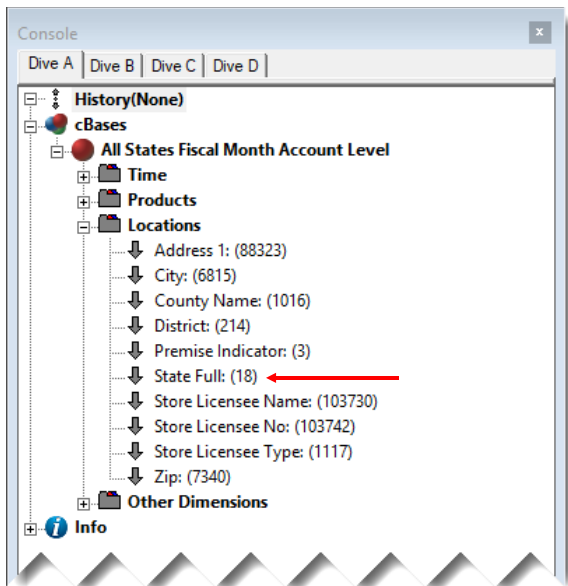 Console
x
Dive A Dive B Dive C Dive D
History(None)
cBases
All States Fiscal Month Account Level
Time
Products
Locations
Address 1: (88323)
City: (6815)
County Name: (1016)
District: (214)
Premise Indicator: (3)
State Full: (18)
Store Licensee Name: (103730)
Store Licensee No: (103742)
Store Licensee Type: (1117)
Zip: (7340)
Other Dimensions
Info